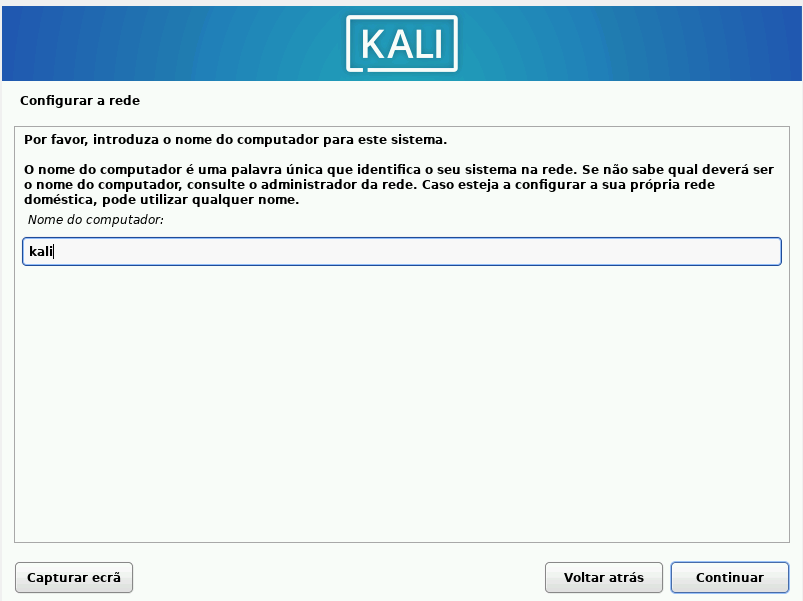 KALI
Configurar a rede
Por favor, introduza o nome do computador para este sistema.
O nome do computador é uma palavra única que identifica o seu sistema na rede. Se não sabe qual deverá ser
o nome do computador, consulte o administrador da rede. Caso esteja a configurar a sua própria rede
doméstica, pode utilizar qualquer nome.
Nome do computador:
kali
Capturar ecrã
Voltar atrás
Continuar